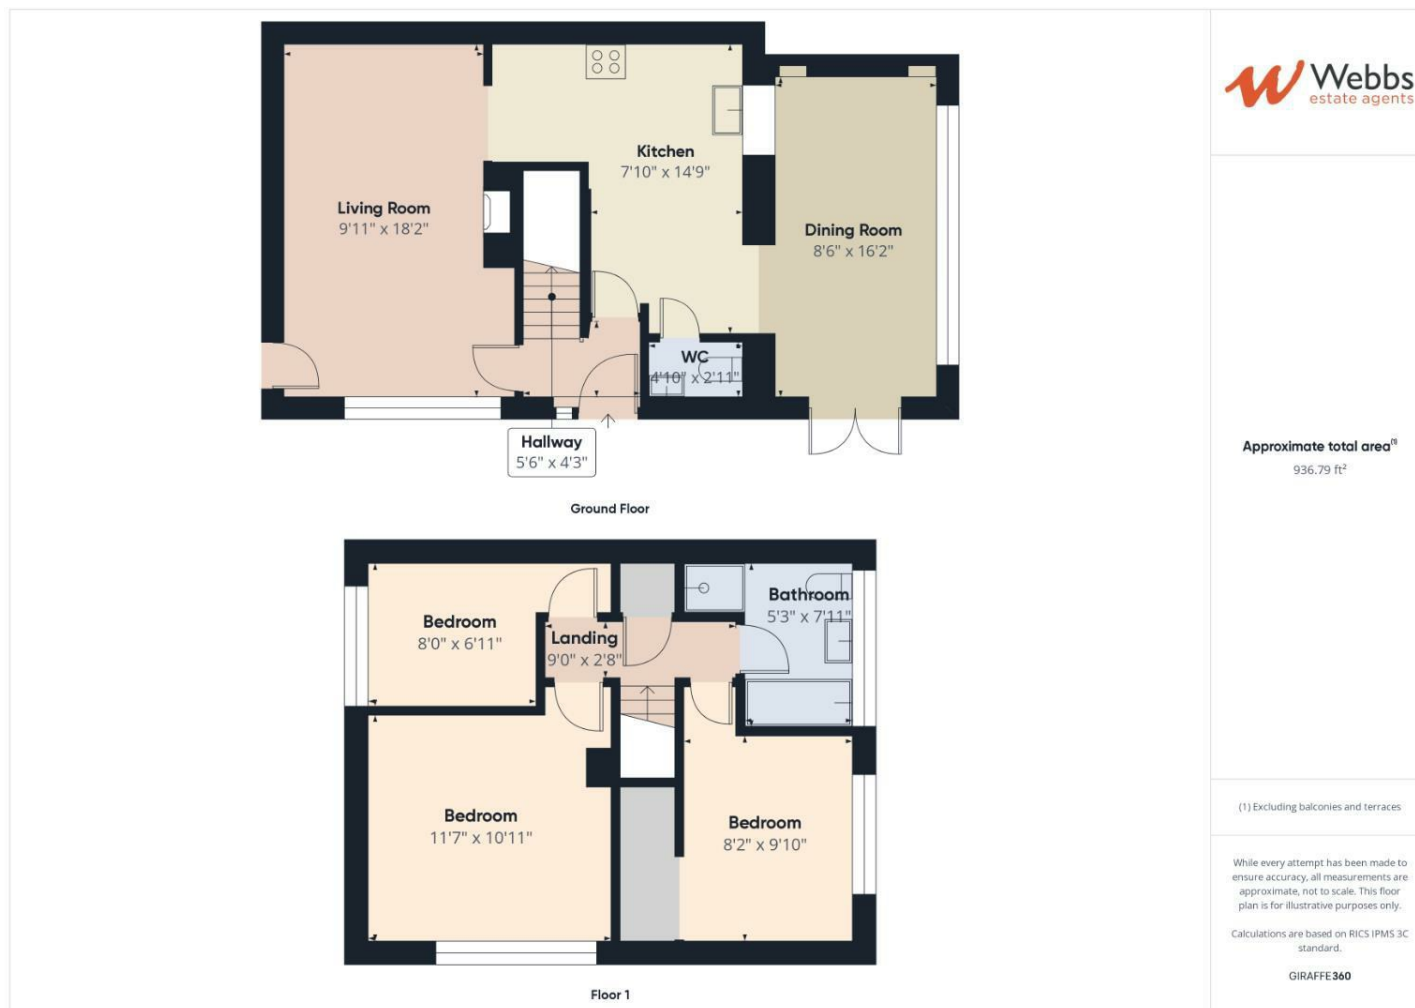 Webbs
estate agents
Kitchen
7'10" x 14'9"
Living Room
9'11" x 18'2"
Dining Room
8'6" x 16'2"
WC
4'10" x 2'11"
Hallway
5'6" x 4'3"
Ground Floor
Approximate total area⁽¹⁾
936.79 ft²
Bathroom
5'3" x 7'11"
Bedroom
8'0" x 6'11"
Landing
9'0" x 2'8"
Bedroom
11'7" x 10'11"
Bedroom
8'2" x 9'10"
Floor 1
(1) Excluding balconies and terraces
While every attempt has been made to
ensure accuracy, all measurements are
approximate, not to scale. This floor
plan is for illustrative purposes only.
Calculations are based on RICS IPMS 3C
standard.
GIRAFFE360